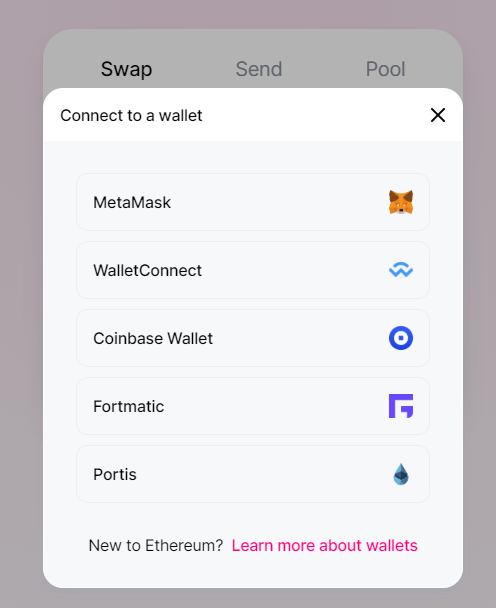 Swap Send Pool
Connect to a wallet
MetaMask
WalletConnect
Coinbase Wallet
Fortmatic
Portis
New to Ethereum? Learn more about wallets